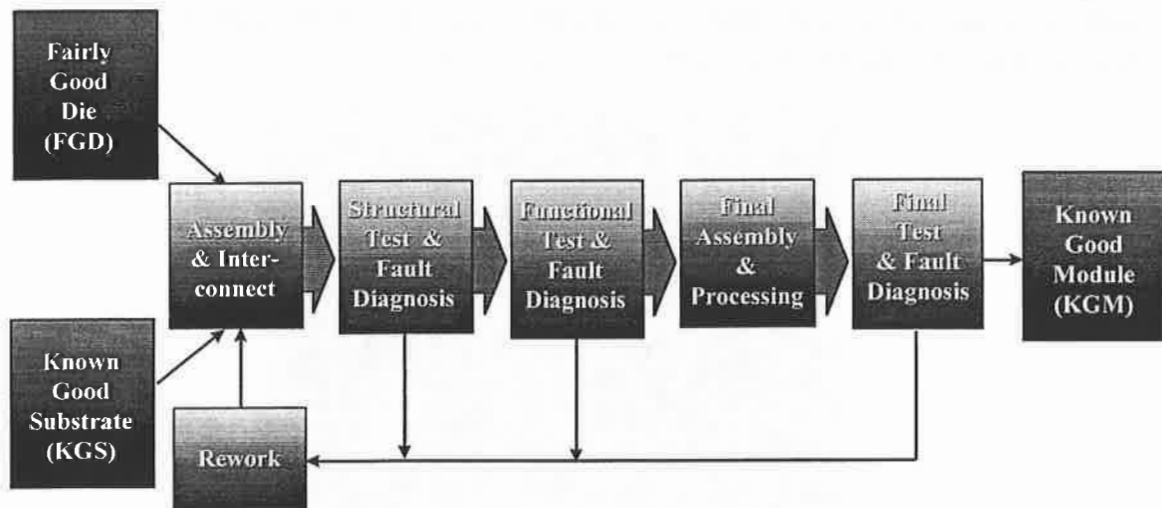 Fairly
Good
Die
(FGD)
Known
Good
Substrate
(KGS)
Assembly
& Inter-
connect
Rework
Structural
Test &
Fault
Diagnosis
Functional
Test &
Fault
Diagnosis
Final
Assembly
&
Processing
Final
Test
& Fault
Diagnosis
Known
Good
Module
(KGM)